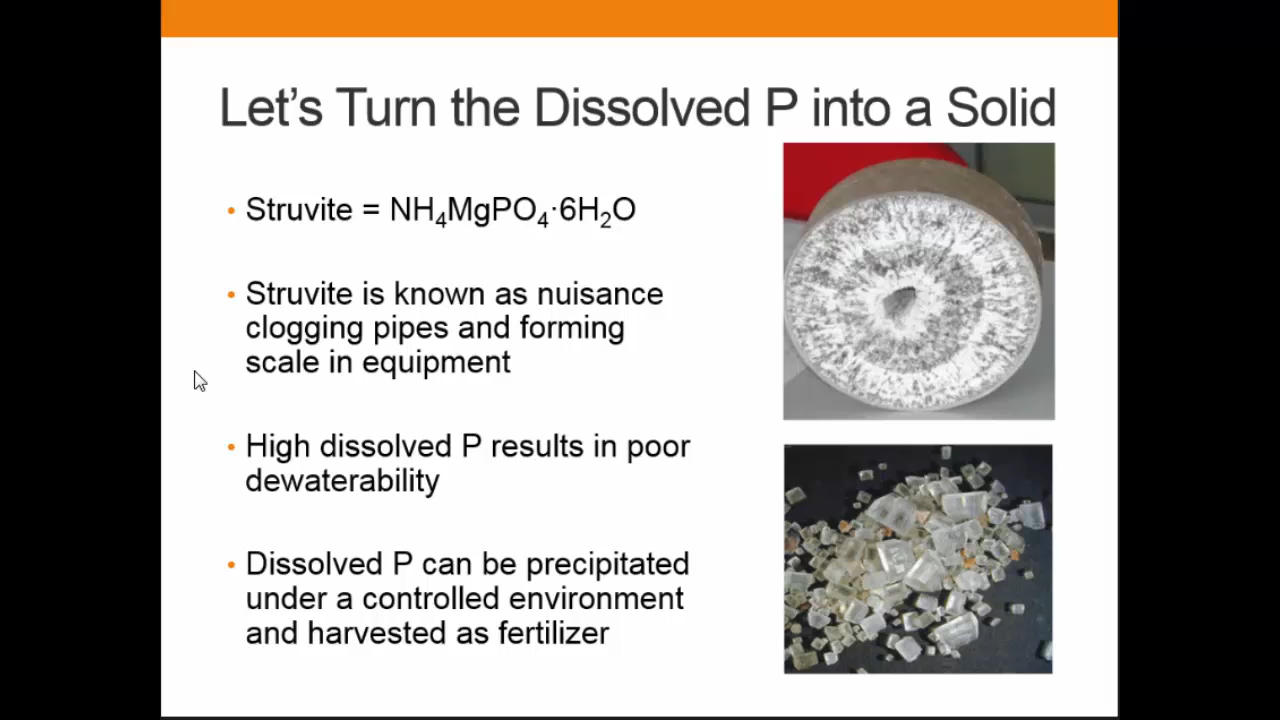 Let's Turn the Dissolved P into a Solid
• Struvite = NH₄MgPO₄·6H₂O
• Struvite is known as nuisance
clogging pipes and forming
scale in equipment
• High dissolved P results in poor
dewaterability
• Dissolved P can be precipitated
under a controlled environment
and harvested as fertilizer